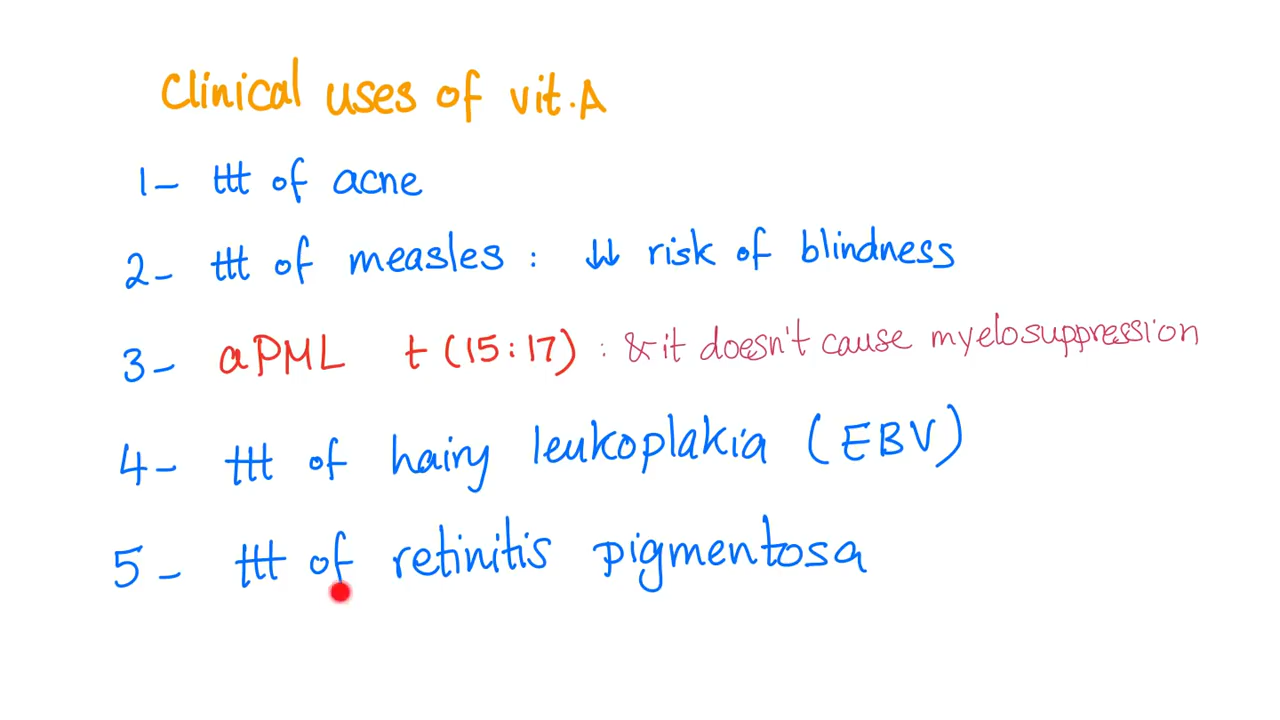 Clinical uses of vit.A
1- ttt of acne
2- ttt of measles : ↓↓ risk of blindness
3- aPML t(15:17) : & it doesn't cause myelosuppression
4- ttt of hairy leukoplakia (EBV)
5- ttt of retinitis pigmentosa